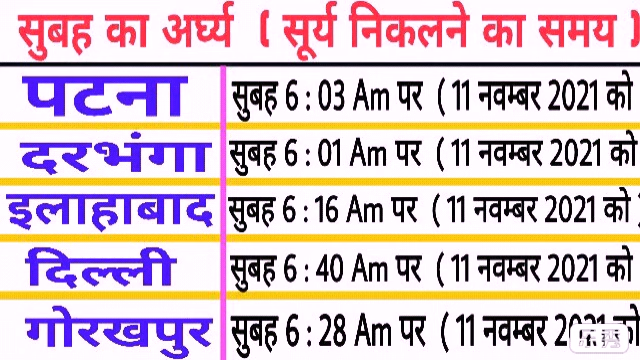 सुबह का अर्घ्य ( सूर्य निकलने का समय )
पटना सुबह 6 : 03 Am पर ( 11 नवम्बर 2021 को
दरभंगा सुबह 6 : 01 Am पर ( 11 नवम्बर 2021 को
इलाहाबाद सुबह 6 : 16 Am पर ( 11 नवम्बर 2021 को )
दिल्ली सुबह 6 : 40 Am पर ( 11 नवम्बर 2021 को
गोरखपुर सुबह 6 : 28 Am पर ( 11 नवम्बर 2021 को